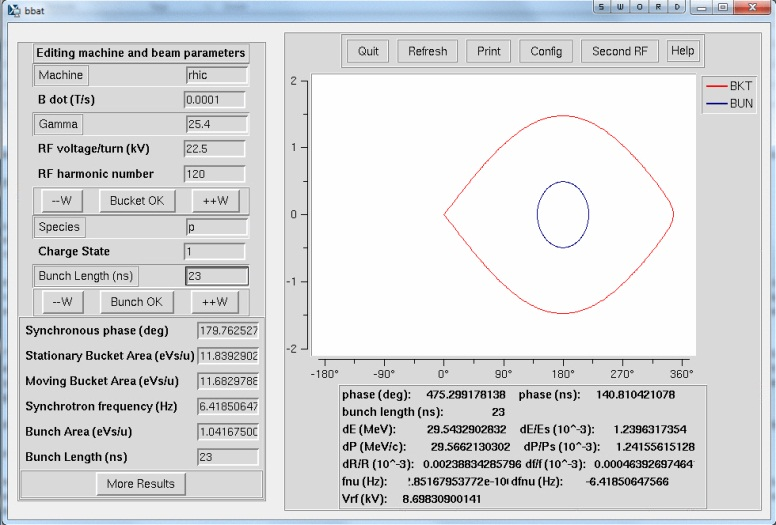 bbat
S W O R D
Editing machine and beam parameters
Machine rhic
B dot (T/s) 0.0001
Gamma 25.4
RF voltage/turn (kV) 22.5
RF harmonic number 120
--W Bucket OK ++W
Species p
Charge State 1
Bunch Length (ns) 23
--W Bunch OK ++W
Synchronous phase (deg) 179.762527
Stationary Bucket Area (eVs/u) 11.8392902
Moving Bucket Area (eVs/u) 11.6829786
Synchrotron frequency (Hz) 6.41850647
Bunch Area (eVs/u) 1.04167500
Bunch Length (ns) 23
More Results
Quit Refresh Print Config Second RF Help
BKT
BUN
2
1
0
-1
-2
-180° -90° 0° 90° 180° 270° 360°
phase (deg): 475.299178138 phase (ns): 140.810421078
bunch length (ns): 23
dE (MeV): 29.5432902832 dE/Es (10^-3): 1.2396317354
dP (MeV/c): 29.5662130302 dP/Ps (10^-3): 1.24155615128
dR/R (10^-3): 0.00238834285796 df/f (10^-3): 0.00046392697464
fnu (Hz): .85167953772e-10 dfnu (Hz): -6.41850647566
Vrf (kV): 8.69830900141